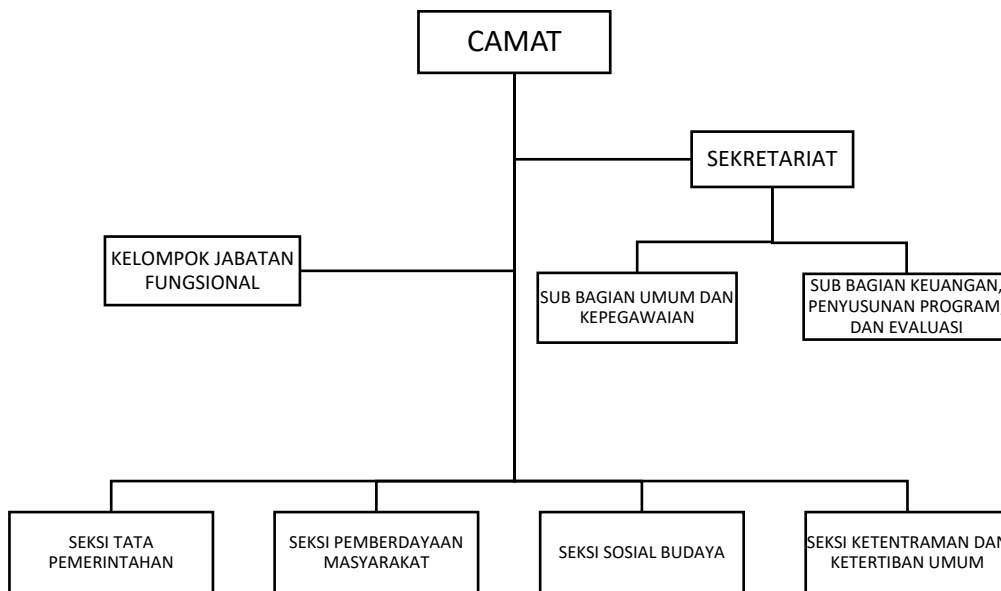 CAMAT
SEKRETARIAT
KELOMPOK JABATAN
FUNGSIONAL
SUB BAGIAN UMUM DAN
KEPEGAWAIAN
SUB BAGIAN KEUANGAN,
PENYUSUNAN PROGRAM,
DAN EVALUASI
SEKSI TATA
PEMERINTAHAN
SEKSI PEMBERDAYAAN
MASYARAKAT
SEKSI SOSIAL BUDAYA
SEKSI KETENTRAMAN DAN
KETERTIBAN UMUM